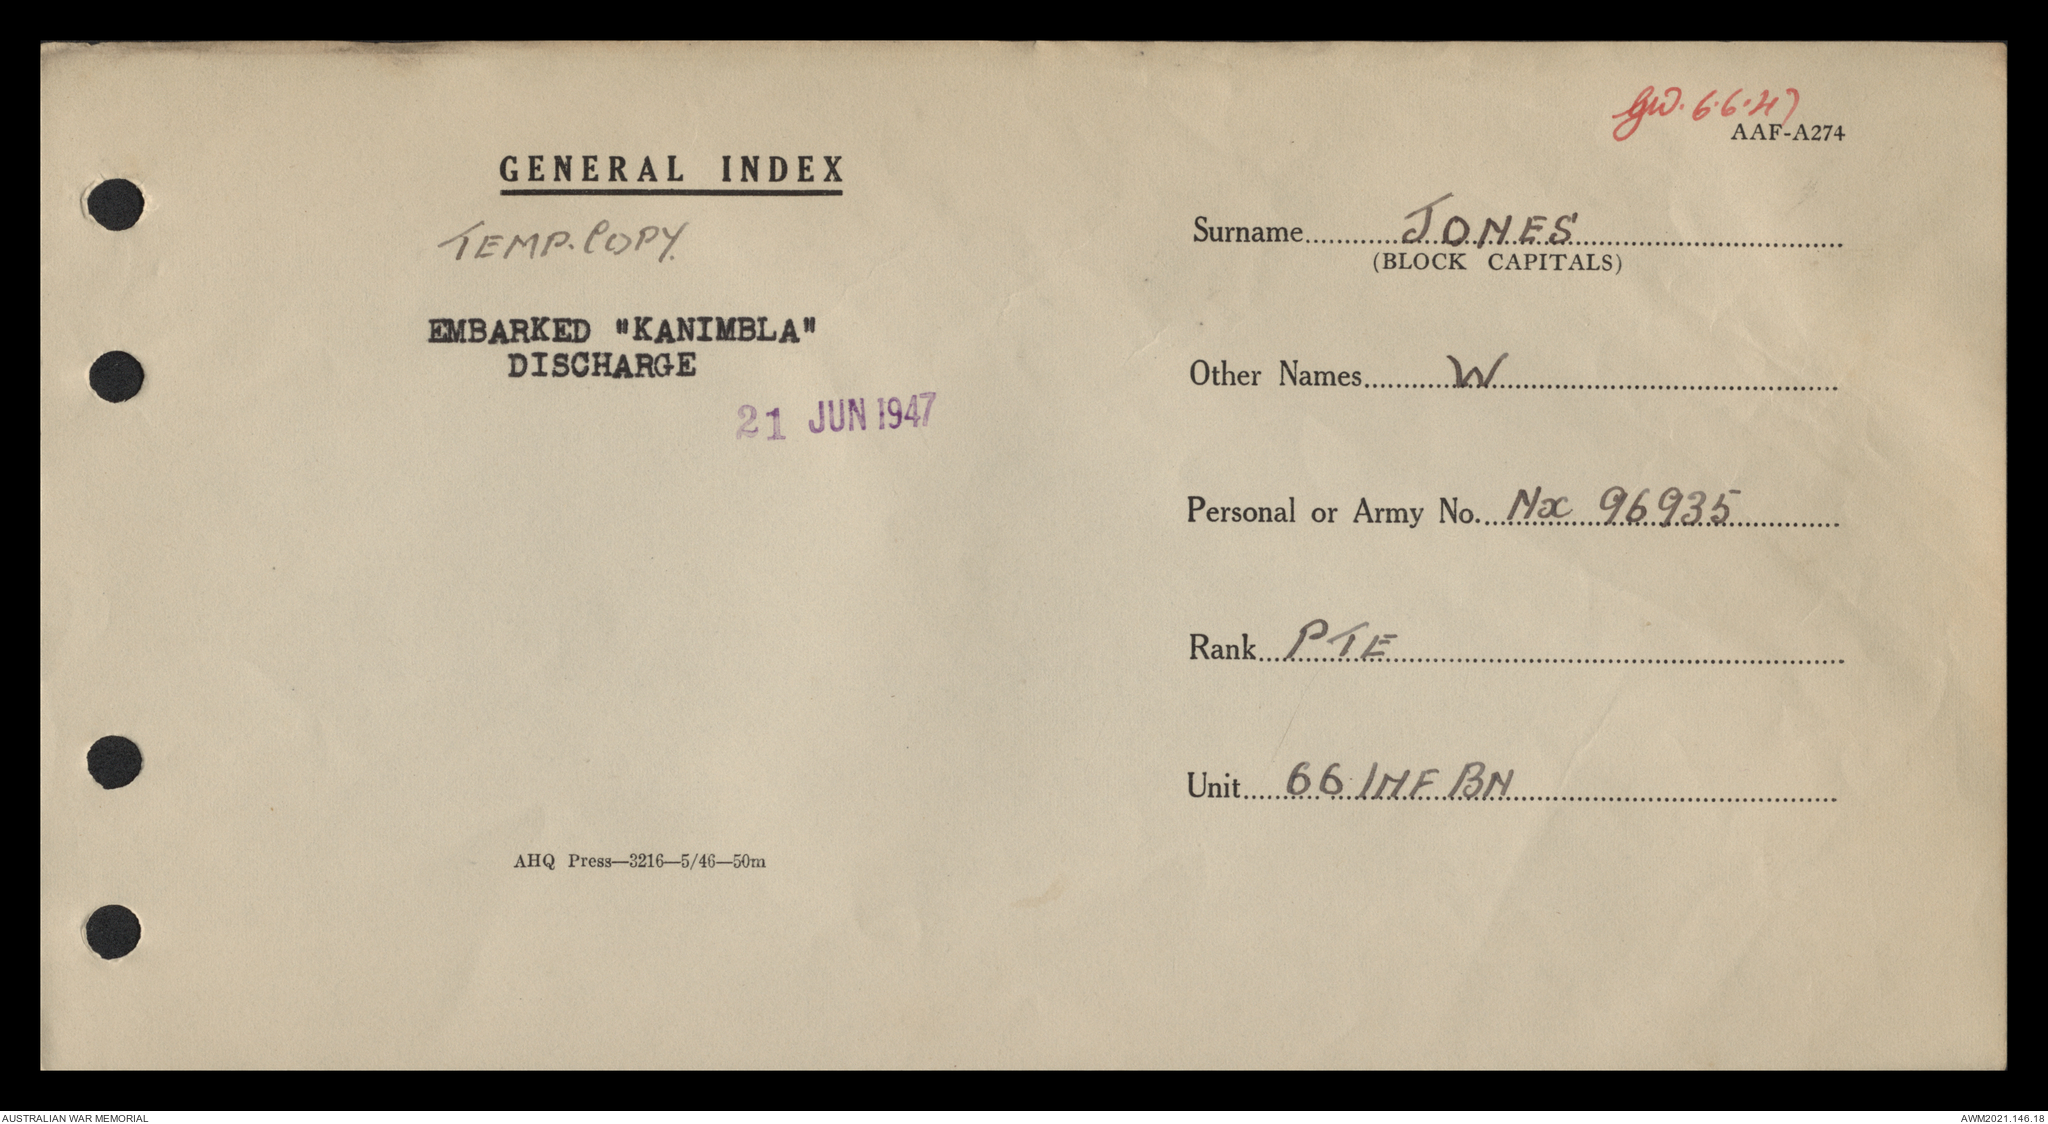 GENERAL INDEX
TEMP. COPY.
EMBARKED "KANIMBLA"
DISCHARGE
21 JUN 1947
AHQ Press—3216—5/46—50m
GW. 6.6.47
AAF-A274
Surname JONES
(BLOCK CAPITALS)
Other Names W
Personal or Army No. Nx 96935
Rank PTE
Unit 66 INF BN
AUSTRALIAN WAR MEMORIAL
AWM2021.146.18